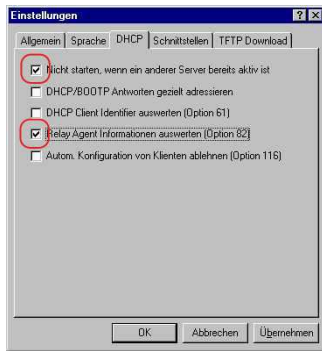 Einstellungen
Allgemein Sprache DHCP Schnittstellen TFTP Download
Nicht starten, wenn ein anderer Server bereits aktiv ist
DHCP/BOOTP Antworten gezielt adressieren
DHCP Client Identifier auswerten (Option 61)
Relay Agent Informationen auswerten (Option 82)
Autom. Konfiguration von Klienten ablehnen (Option 116)
OK Abbrechen Übernehmen